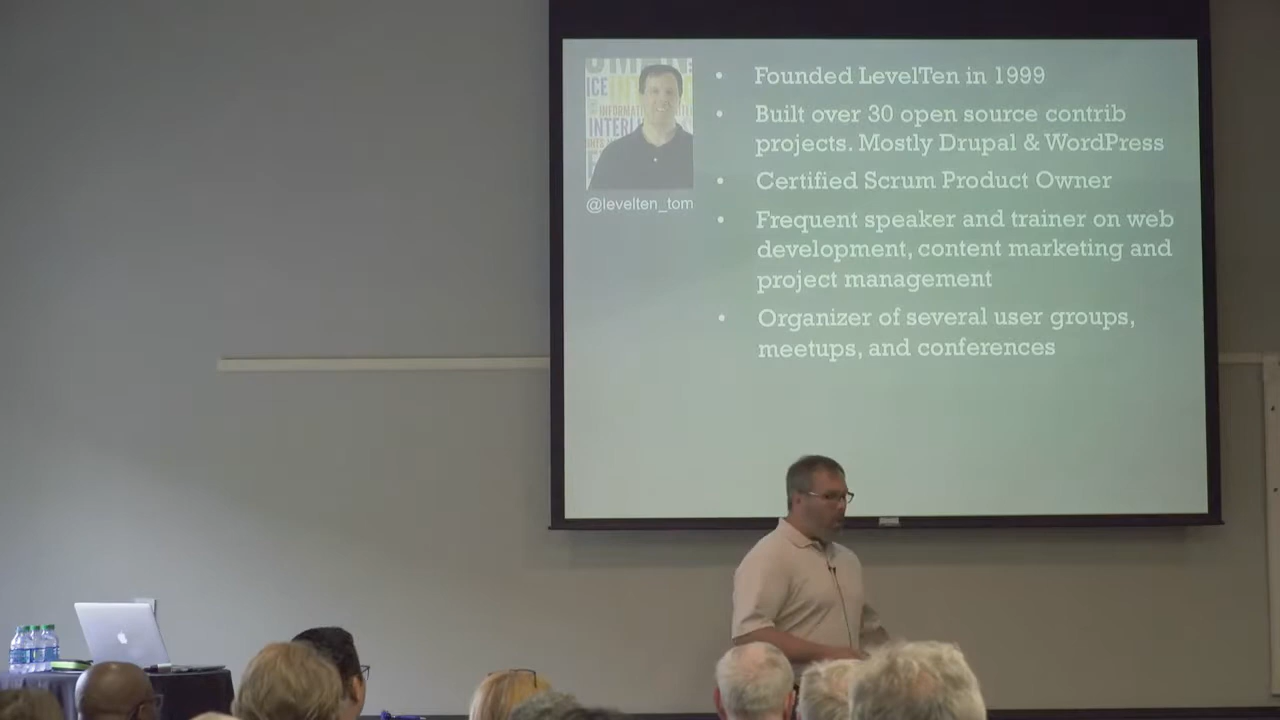 ICE
INTERL
@levelten_tom
• Founded LevelTen in 1999
• Built over 30 open source contrib
projects. Mostly Drupal & WordPress
• Certified Scrum Product Owner
• Frequent speaker and trainer on web
development, content marketing and
project management
• Organizer of several user groups,
meetups, and conferences